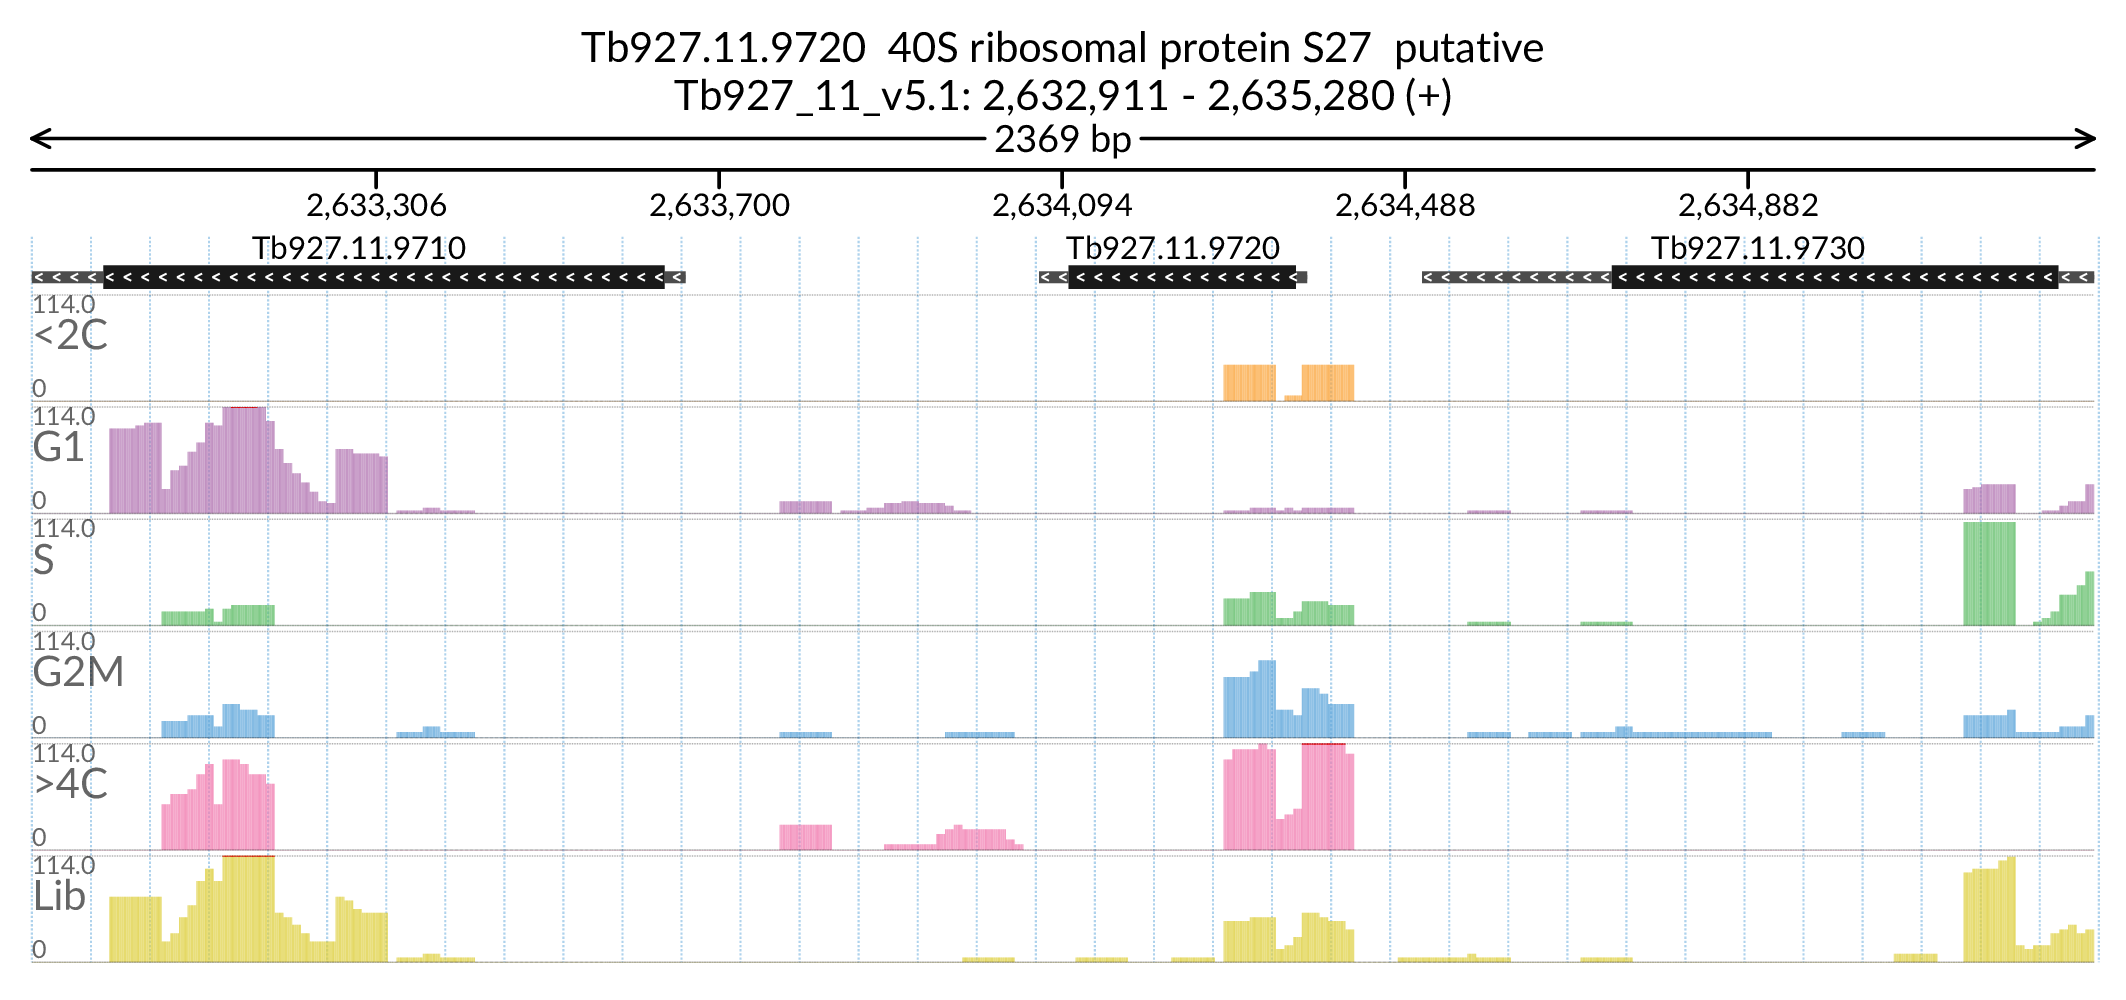 Tb927.11.9720  40S ribosomal protein S27  putative
Tb927_11_v5.1: 2,632,911 - 2,635,280 (+)
2369 bp
2,633,306 2,633,700 2,634,094 2,634,488 2,634,882
Tb927.11.9710 Tb927.11.9720 Tb927.11.9730
114.0
<2C
0
114.0
G1
0
114.0
S
0
114.0
G2M
0
114.0
>4C
0
114.0
Lib
0